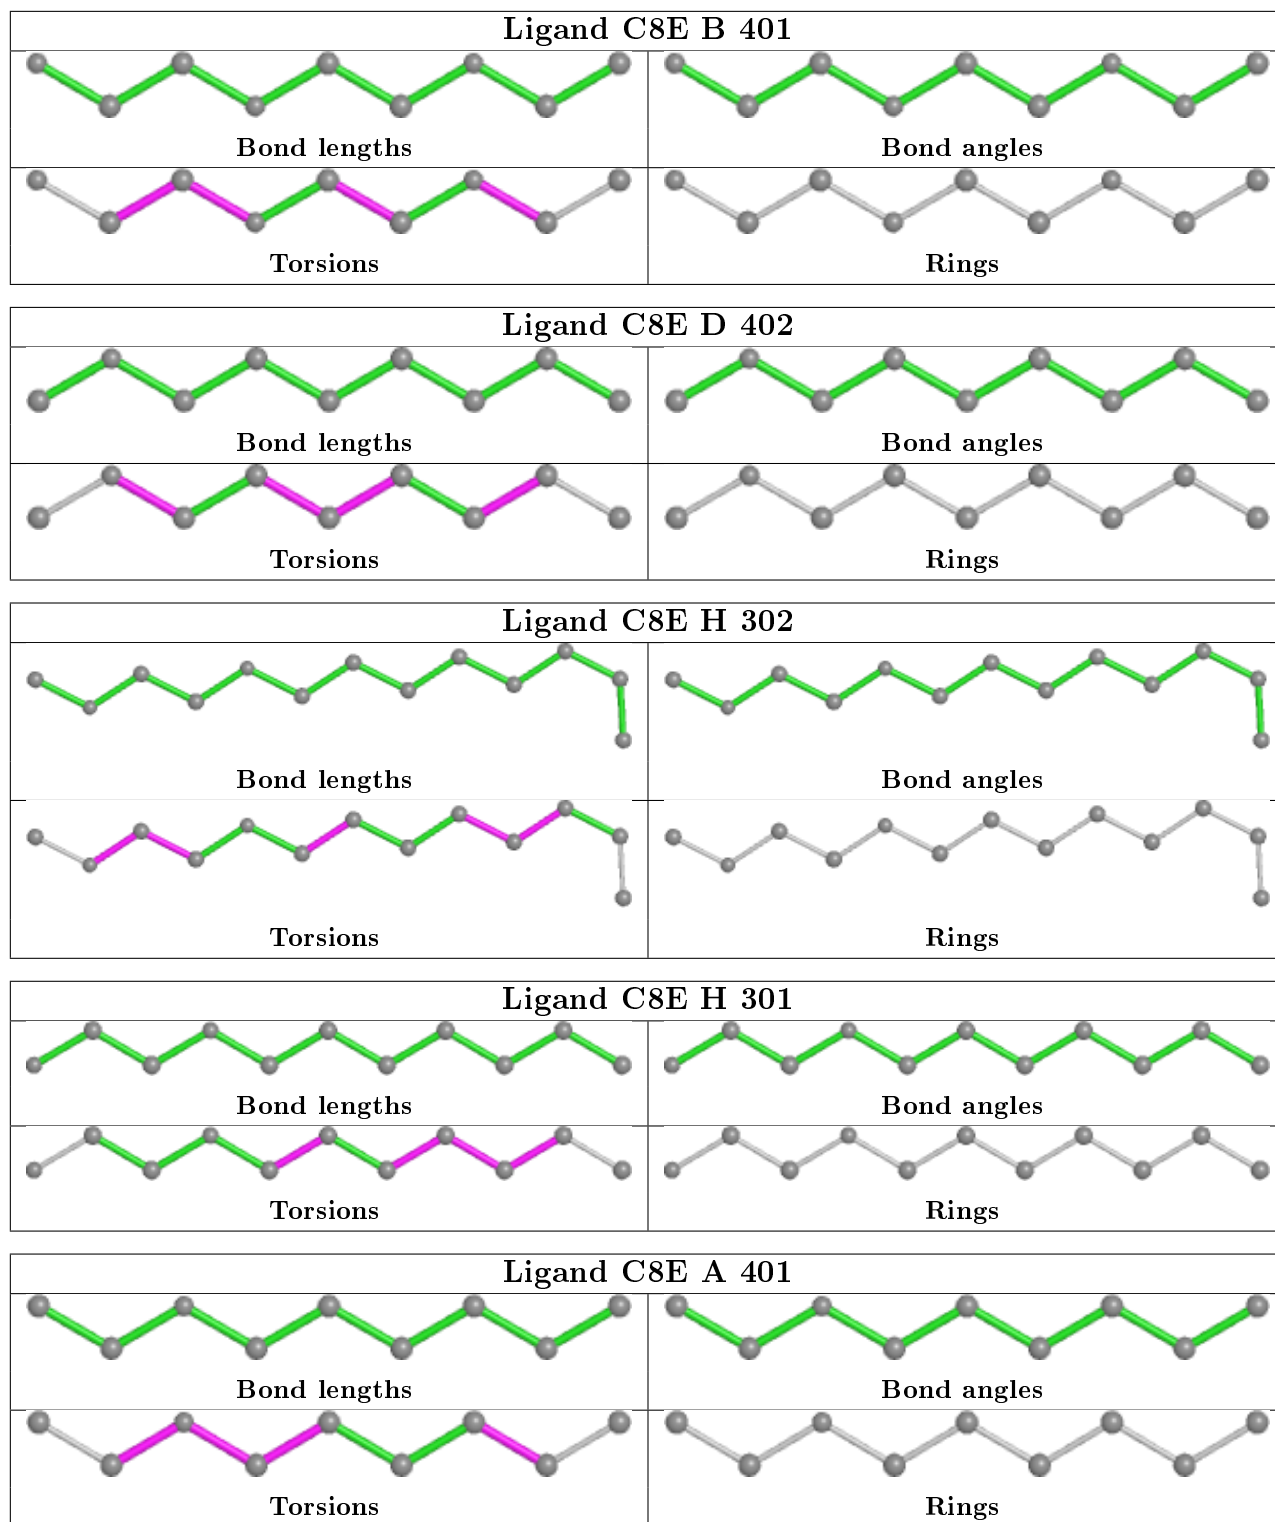 Ligand C8E B 401
Bond lengths
Bond angles
Torsions
Rings
Ligand C8E D 402
Bond lengths
Bond angles
Torsions
Rings
Ligand C8E H 302
Bond lengths
Bond angles
Torsions
Rings
Ligand C8E H 301
Bond lengths
Bond angles
Torsions
Rings
Ligand C8E A 401
Bond lengths
Bond angles
Torsions
Rings